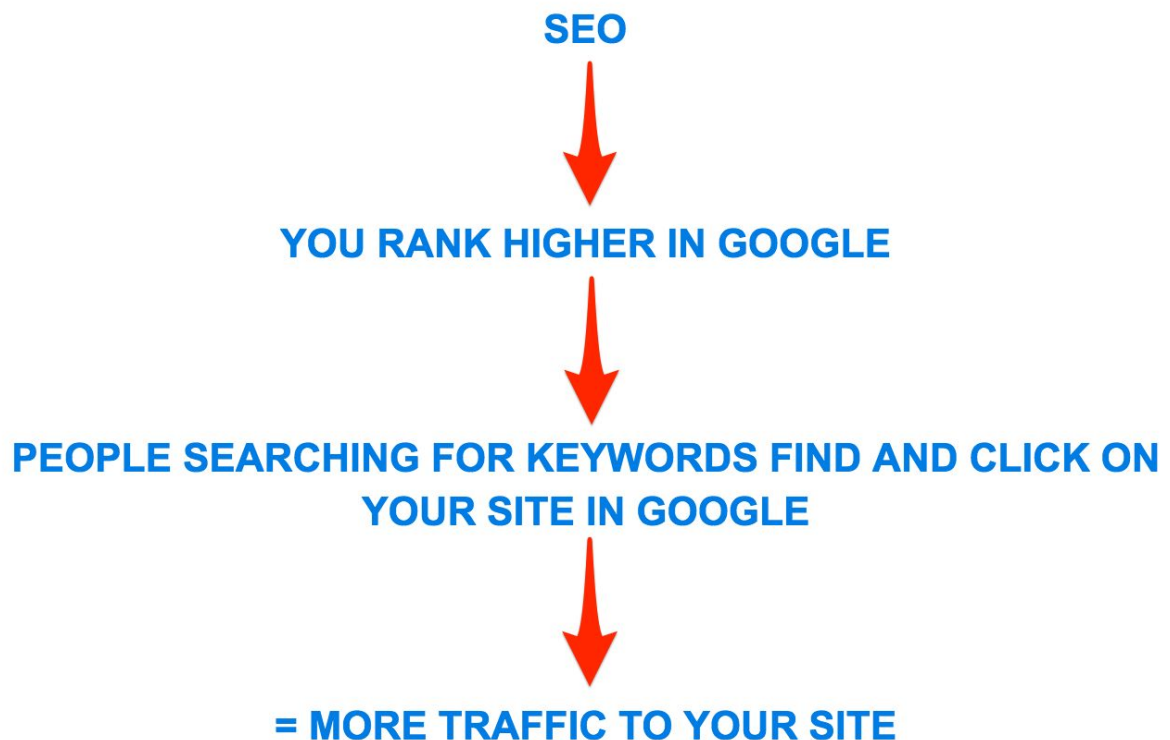 SEO
YOU RANK HIGHER IN GOOGLE
PEOPLE SEARCHING FOR KEYWORDS FIND AND CLICK ON
YOUR SITE IN GOOGLE
= MORE TRAFFIC TO YOUR SITE